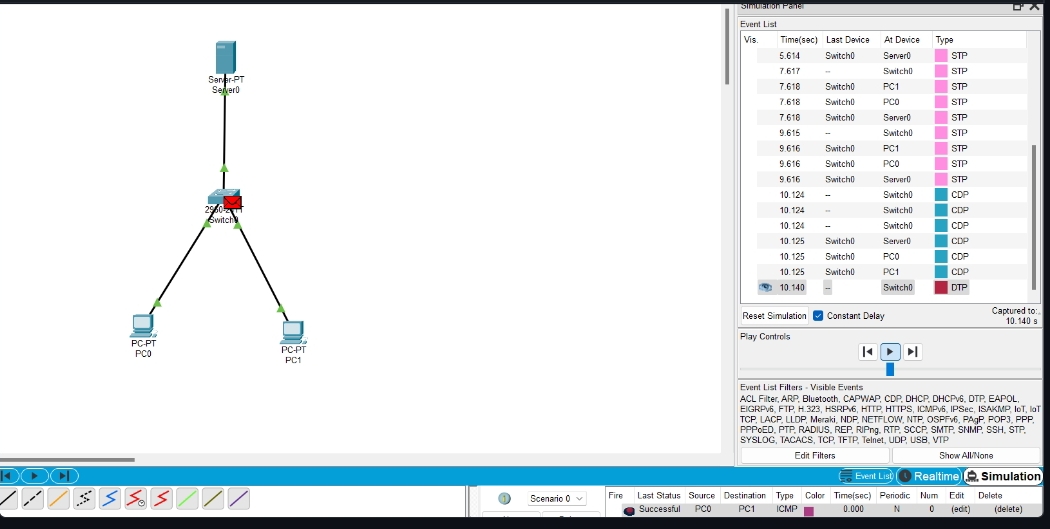 Simulation Panel
Event List
Vis. Time(sec) Last Device At Device Type
5.614 Switch0 Server0 STP
7.617 -- Switch0 STP
7.618 Switch0 PC1 STP
7.618 Switch0 PC0 STP
7.618 Switch0 Server0 STP
9.615 -- Switch0 STP
9.616 Switch0 PC1 STP
9.616 Switch0 PC0 STP
9.616 Switch0 Server0 STP
10.124 -- Switch0 CDP
10.124 -- Switch0 CDP
10.124 -- Switch0 CDP
10.125 Switch0 Server0 CDP
10.125 Switch0 PC0 CDP
10.125 Switch0 PC1 CDP
10.140 -- Switch0 DTP
Reset Simulation Constant Delay Captured to:
10.140 s
Play Controls
Event List Filters - Visible Events
ACL Filter, ARP, Bluetooth, CAPWAP, CDP, DHCP, DHCPv6, DTP, EAPOL,
EIGRPv6, FTP, H.323, HSRPv6, HTTP, HTTPS, ICMPv6, IPSec, ISAKMP, IoT, IoT
TCP, LACP, LLDP, Meraki, NDP, NETFLOW, NTP, OSPFv6, PAgP, POP3, PPP,
PPPoED, PTP, RADIUS, REP, RIPng, RTP, SCCP, SMTP, SNMP, SSH, STP,
SYSLOG, TACACS, TCP, TFTP, Telnet, UDP, USB, VTP
Edit Filters Show All/None
Server-PT
Server0
Switch0
PC-PT
PC0
PC-PT
PC1
Event List Realtime Simulation
Scenario 0
Fire Last Status Source Destination Type Color Time(sec) Periodic Num Edit Delete
Successful PC0 PC1 ICMP 0.000 N 0 (edit) (delete)